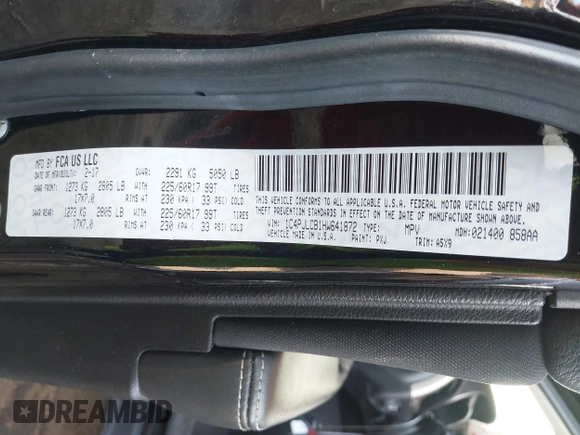 MFD BY: FCA US LLC
DATE OF MFR(BUILT): 2-17 GVWR: 2291 KG 5050 LB
GAWR FRONT: 1273 KG 2805 LB WITH 225/60R17 99T TIRES
17X7.0 RIMS AT 230 KPA ( 33 PSI) COLD
GAWR REAR: 1273 KG 2805 LB WITH 225/60R17 99T TIRES
17X7.0 RIMS AT 230 KPA ( 33 PSI) COLD
THIS VEHICLE CONFORMS TO ALL APPLICABLE U.S.A. FEDERAL MOTOR VEHICLE SAFETY AND
THEFT PREVENTION STANDARDS IN EFFECT ON THE DATE OF MANUFACTURE SHOWN ABOVE.
VIN: 1C4PJLCB1HW641872 TYPE: MPV MDH: 021400 858AA
MADE IN U.S.A. PAINT: PXJ TRIM: A5X9
DREAMBID